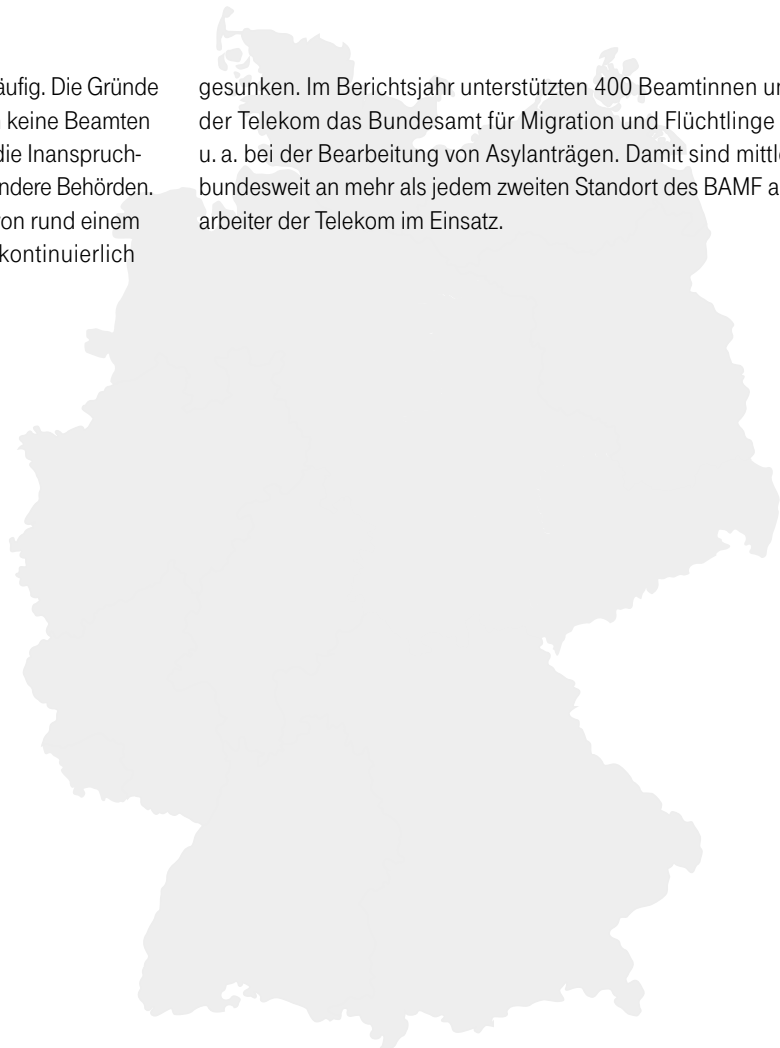 äufig. Die Gründe
keine Beamten
die Inanspruch-
ndere Behörden.
on rund einem
kontinuierlich
gesunken. Im Berichtsjahr unterstützten 400 Beamtinnen
der Telekom das Bundesamt für Migration und Flüchtlinge
u. a. bei der Bearbeitung von Asylanträgen. Damit sind
bundesweit an mehr als jedem zweiten Standort des BAMF
arbeiter der Telekom im Einsatz.